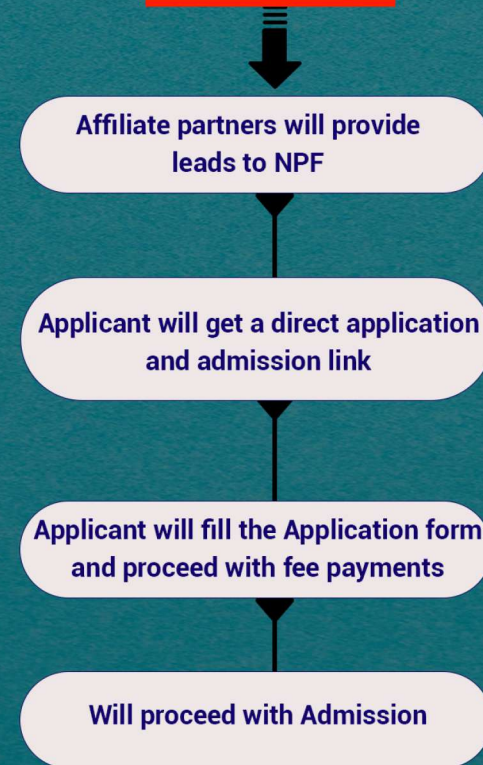 Affiliate partners will provide
leads to NPF
Applicant will get a direct application
and admission link
Applicant will fill the Application form
and proceed with fee payments
Will proceed with Admission